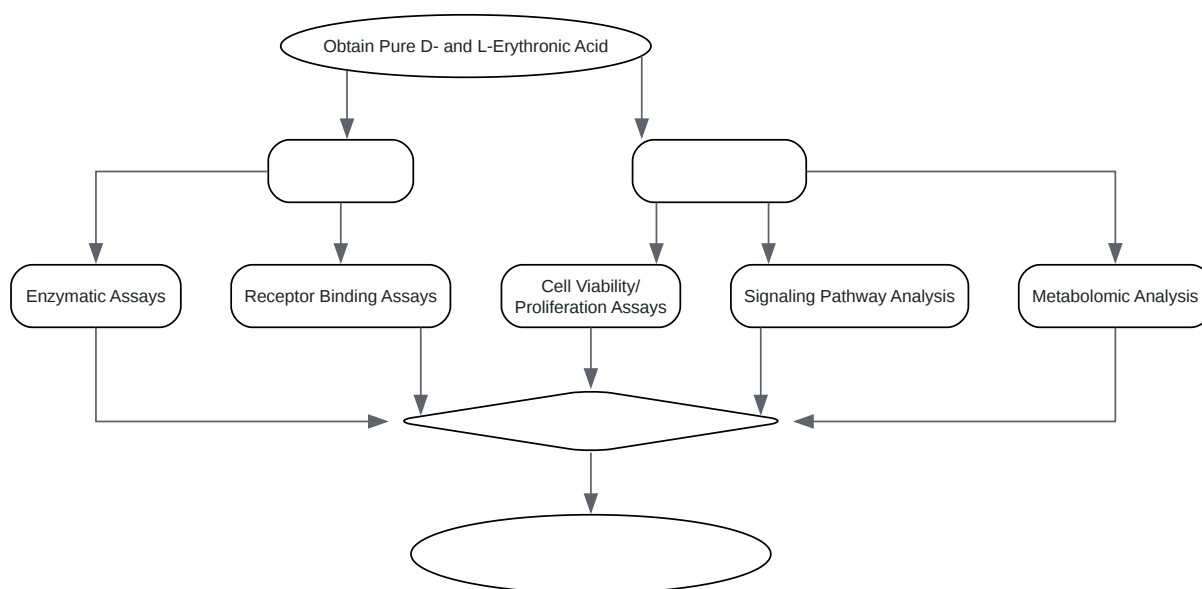 Obtain Pure D- and L-Erythronic Acid
Enzymatic Assays
Receptor Binding Assays
Cell Viability/
Proliferation Assays
Signaling Pathway Analysis
Metabolomic Analysis